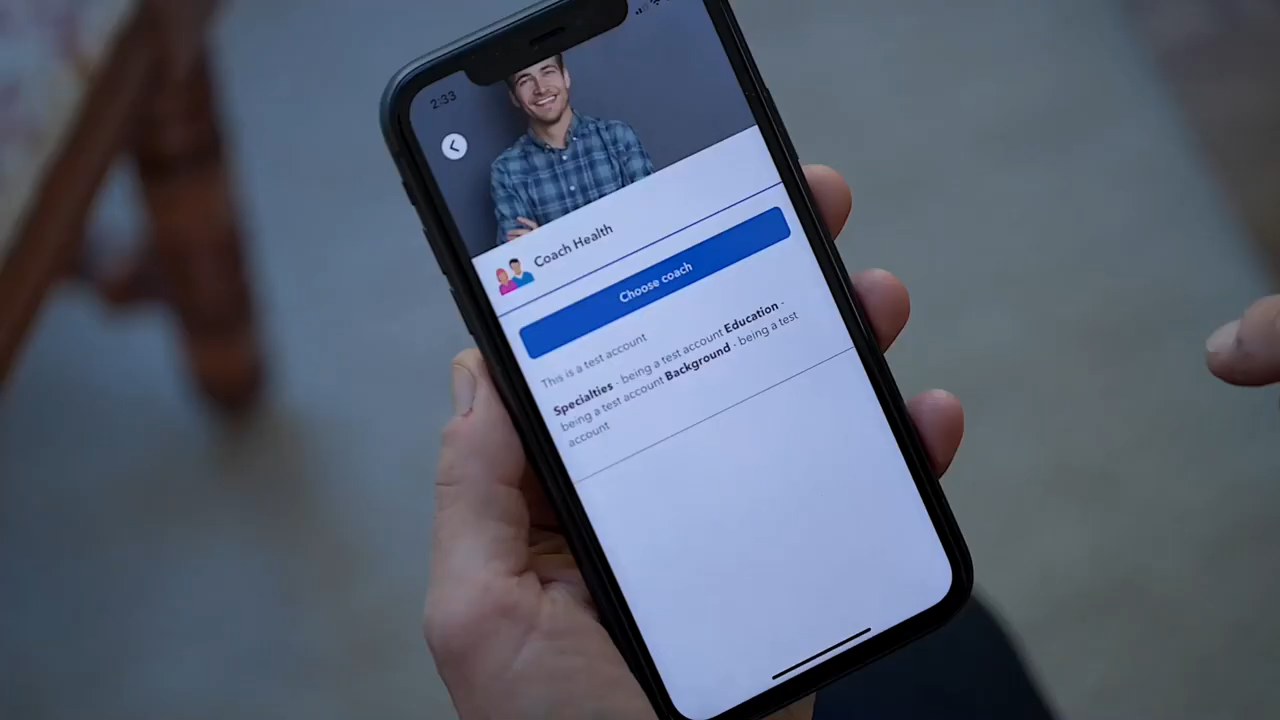 2:33
Coach Health
Choose coach
This is a test account
Specialties - being a test account Education -
being a test account Background - being a test
account